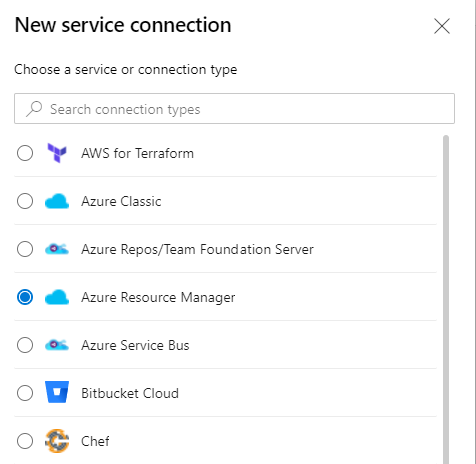 New service connection
Choose a service or connection type
Search connection types
AWS for Terraform
Azure Classic
Azure Repos/Team Foundation Server
Azure Resource Manager
Azure Service Bus
Bitbucket Cloud
Chef